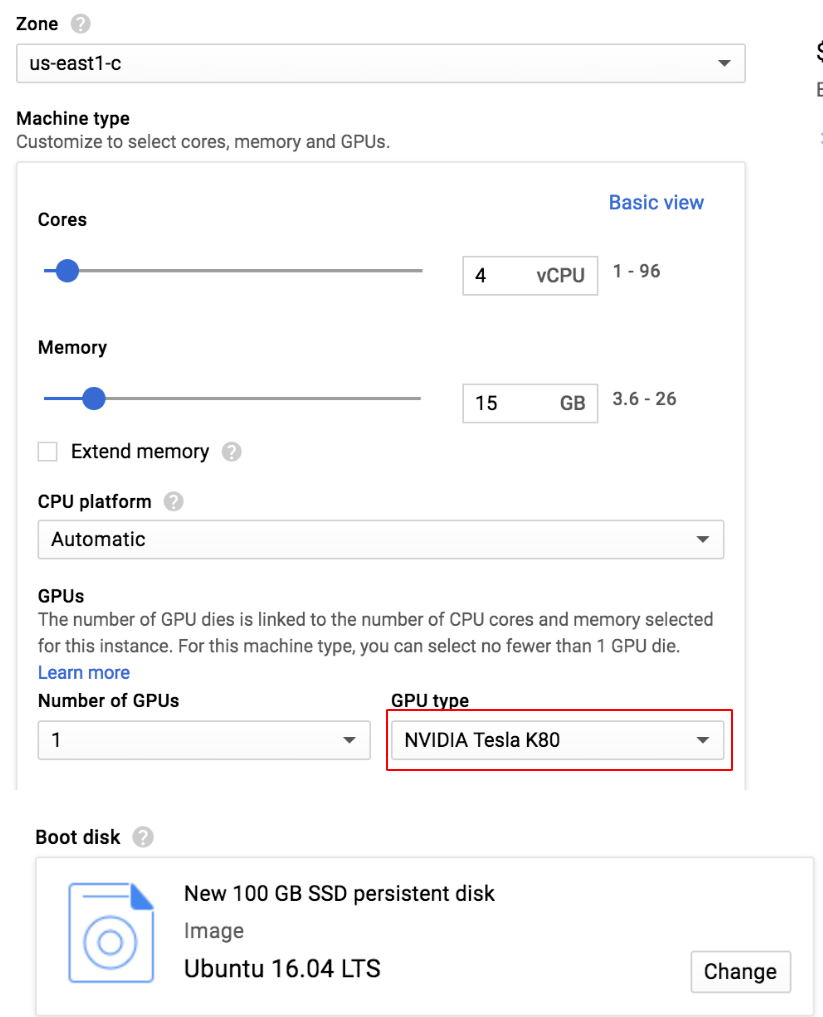 Zone ?
us-east1-c
Machine type
Customize to select cores, memory and GPUs.
Basic view
Cores
4 vCPU 1 - 96
Memory
15 GB 3.6 - 26
Extend memory ?
CPU platform ?
Automatic
GPUs
The number of GPU dies is linked to the number of CPU cores and memory selected
for this instance. For this machine type, you can select no fewer than 1 GPU die.
Learn more
Number of GPUs GPU type
1 NVIDIA Tesla K80
Boot disk ?
New 100 GB SSD persistent disk
Image
Ubuntu 16.04 LTS
Change